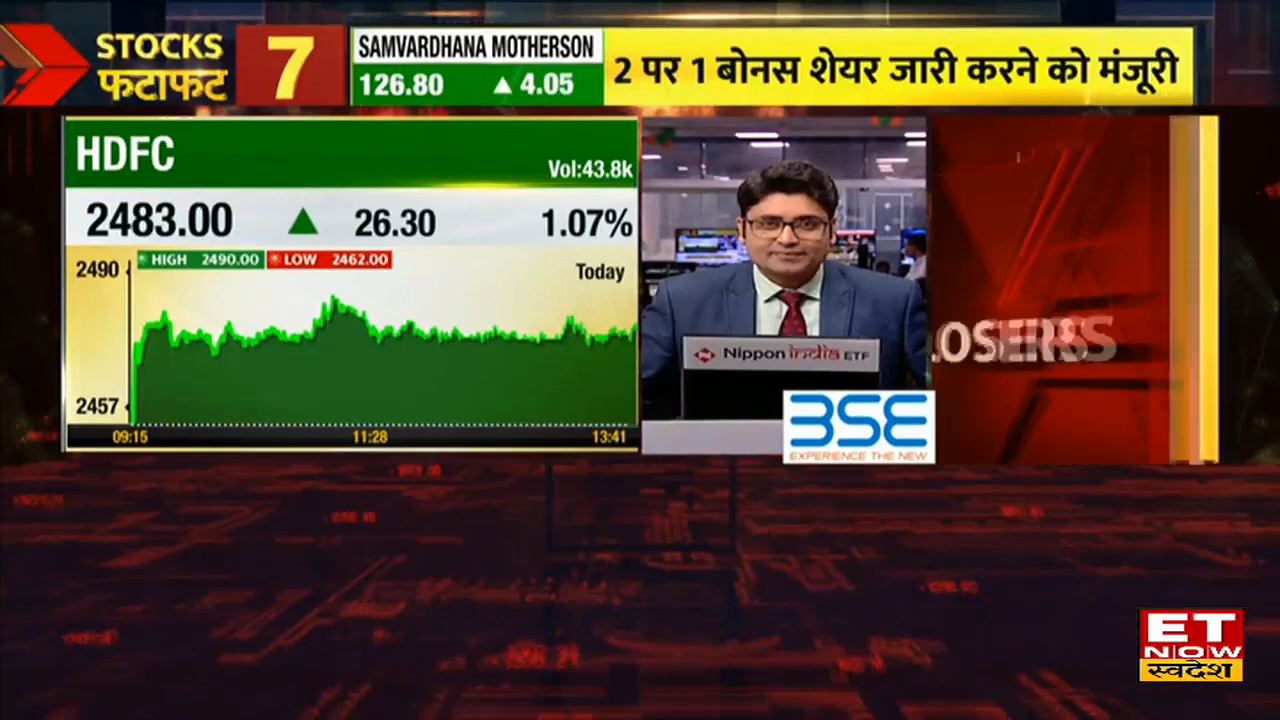 STOCKS
फटाफट
7
SAMVARDHANA MOTHERSON
126.80 ▲ 4.05
2 पर 1 बोनस शेयर जारी करने को मंजूरी
HDFC
Vol:43.8k
2483.00 ▲ 26.30 1.07%
HIGH 2490.00 LOW 2462.00
Today
2490
2457
09:15 11:28 13:41
Nippon india ETF
BSE
EXPERIENCE THE NEW
ET
NOW
स्वदेश